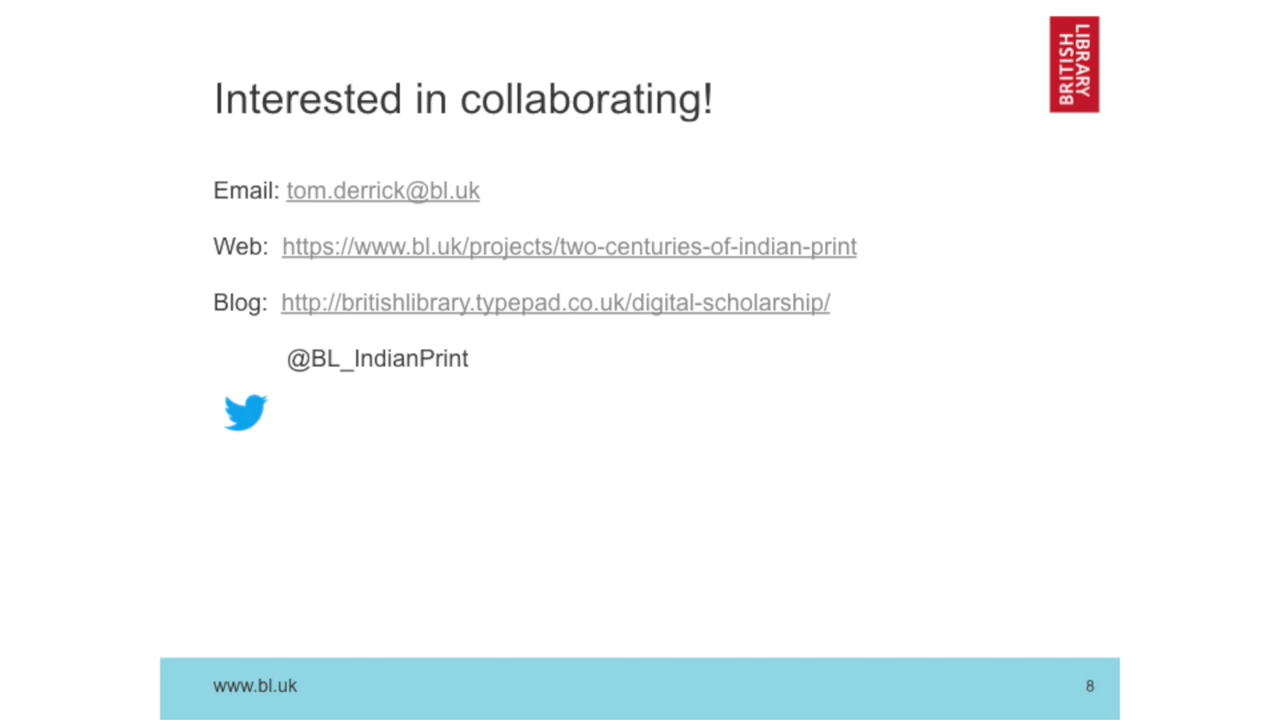 BRITISH
LIBRARY
Interested in collaborating!
Email: tom.derrick@bl.uk
Web: https://www.bl.uk/projects/two-centuries-of-indian-print
Blog: http://britishlibrary.typepad.co.uk/digital-scholarship/
@BL_IndianPrint
www.bl.uk
8